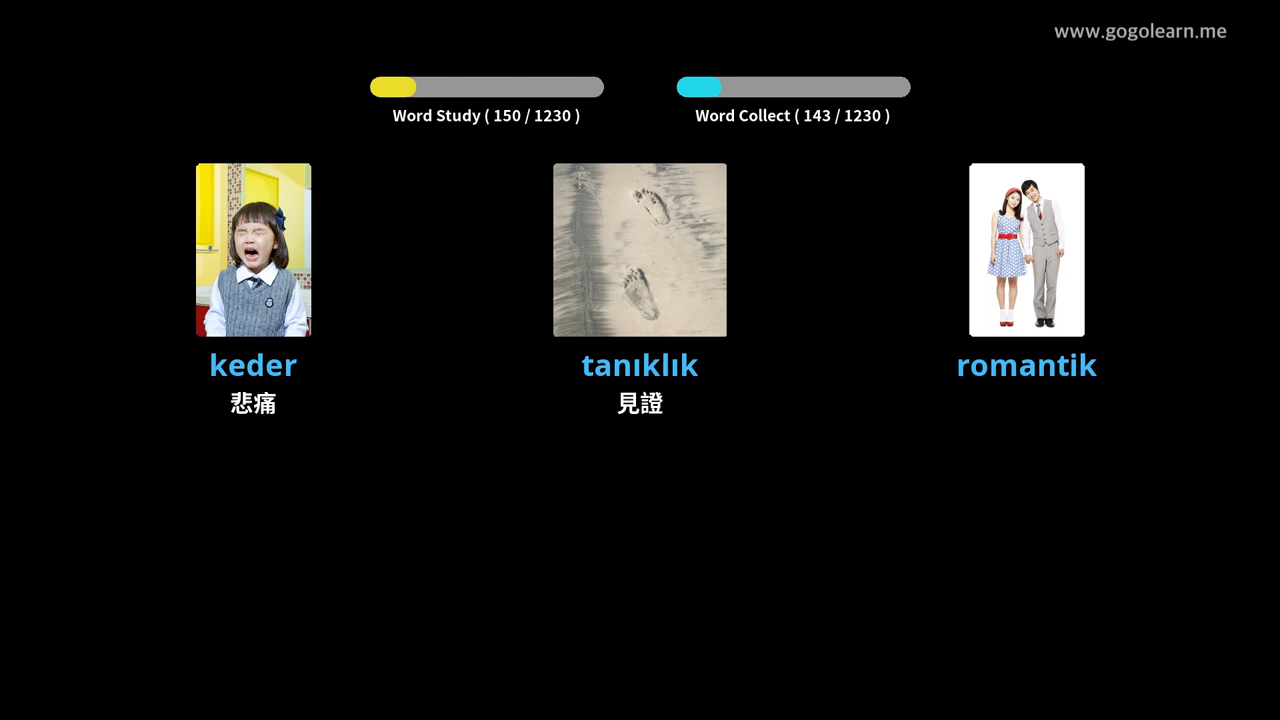 www.gogolearn.me
Word Study ( 150 / 1230 )
Word Collect ( 143 / 1230 )
keder
悲痛
tanıklık
見證
romantik